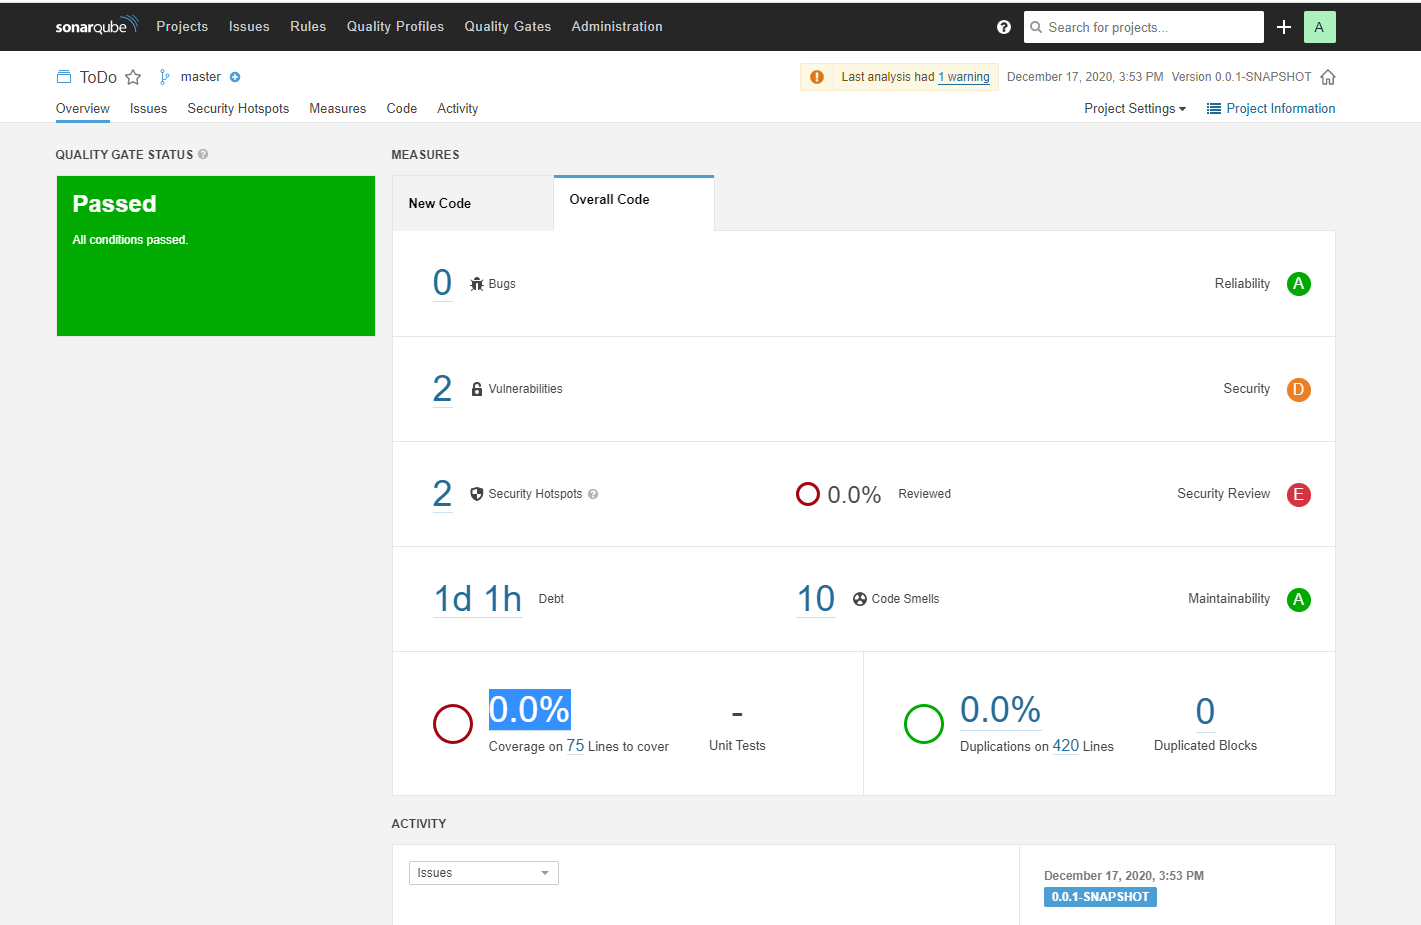 sonarqube Projects Issues Rules Quality Profiles Quality Gates Administration ? Search for projects... A
ToDo master Last analysis had 1 warning December 17, 2020, 3:53 PM Version 0.0.1-SNAPSHOT
Overview Issues Security Hotspots Measures Code Activity Project Settings Project Information
QUALITY GATE STATUS ?
Passed
All conditions passed.
MEASURES
New Code Overall Code
0 Bugs Reliability A
2 Vulnerabilities Security D
2 Security Hotspots ? 0.0% Reviewed Security Review E
1d 1h Debt 10 Code Smells Maintainability A
0.0% - 0.0% 0
Coverage on 75 Lines to cover Unit Tests Duplications on 420 Lines Duplicated Blocks
ACTIVITY
Issues
December 17, 2020, 3:53 PM
0.0.1-SNAPSHOT